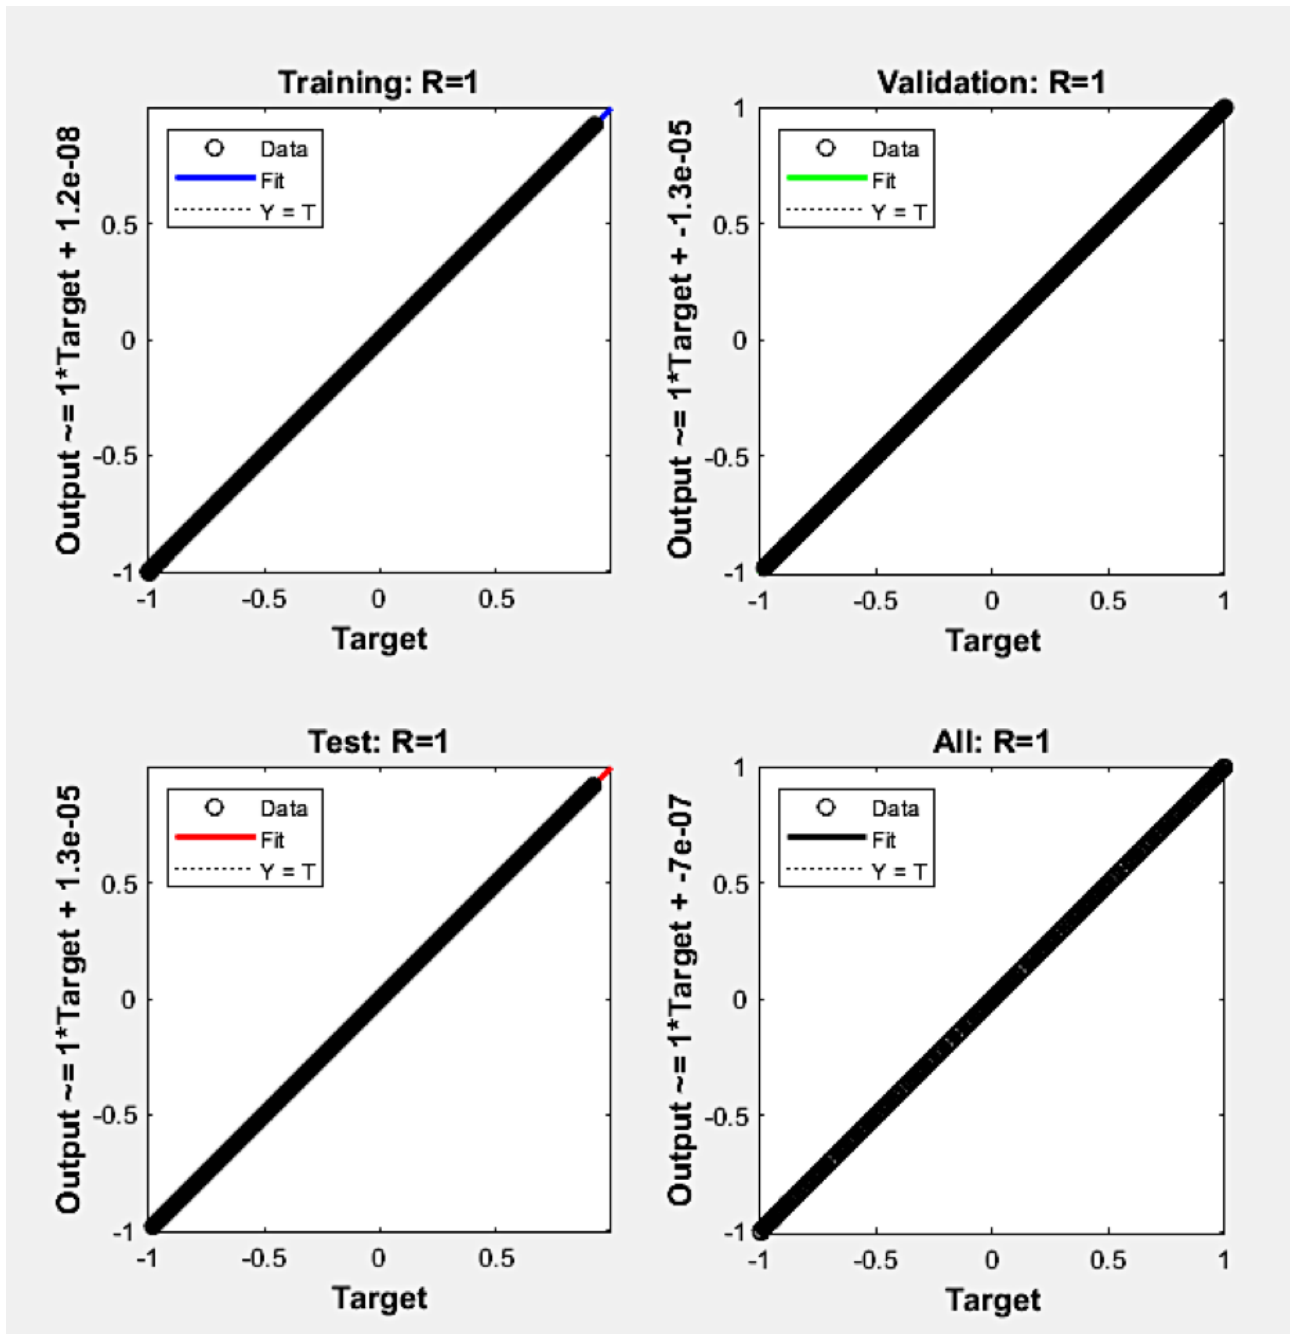 Training: R=1
Output ~= 1*Target + 1.2e-08
Data
Fit
Y = T
0.5
0
-0.5
-1
-1 -0.5 0 0.5
Target
Validation: R=1
Output ~= 1*Target + -1.3e-05
Data
Fit
Y = T
1
0.5
0
-0.5
-1
-1 -0.5 0 0.5 1
Target
Test: R=1
Output ~= 1*Target + 1.3e-05
Data
Fit
Y = T
0.5
0
-0.5
-1
-1 -0.5 0 0.5
Target
All: R=1
Output ~= 1*Target + -7e-07
Data
Fit
Y = T
1
0.5
0
-0.5
-1
-1 -0.5 0 0.5 1
Target